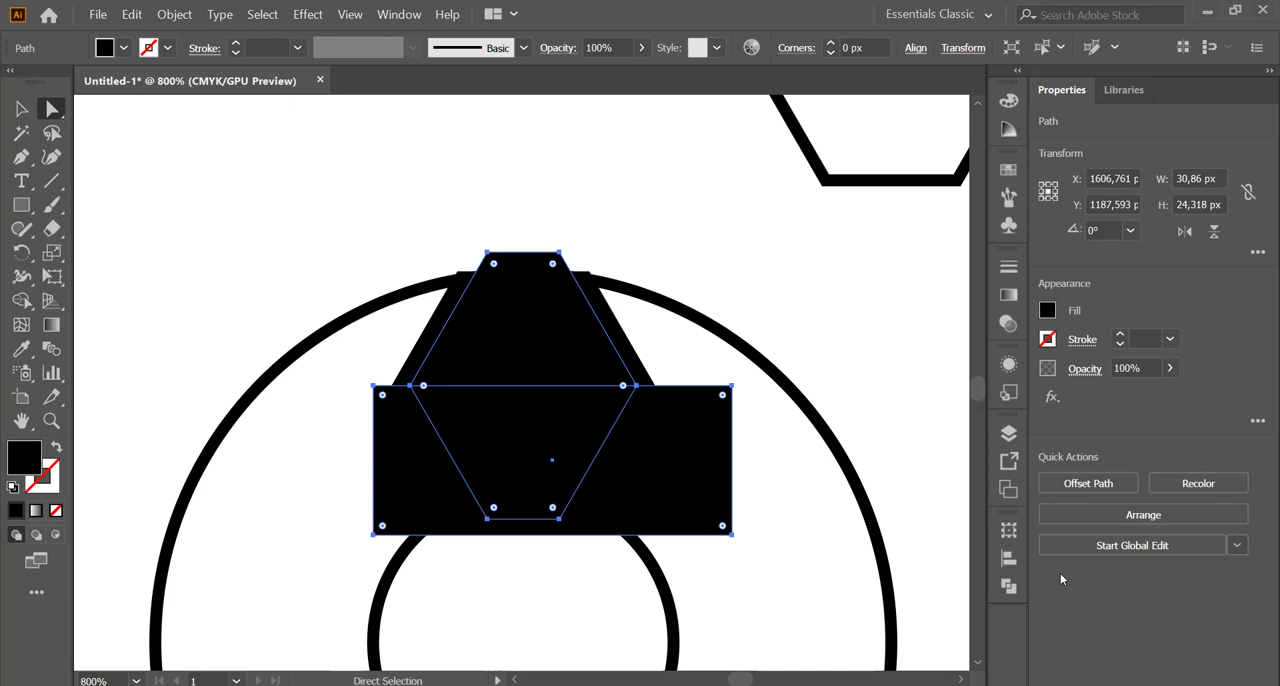 Ai File Edit Object Type Select Effect View Window Help Essentials Classic Search Adobe Stock
Path Stroke: Basic Opacity: 100% Style: Corners: 0 px Align Transform
Untitled-1* @ 800% (CMYK/GPU Preview)
Properties Libraries
Path
Transform
X: 1606,761 p W: 30,86 px
Y: 1187,593 p H: 24,318 px
0°
Appearance
Fill
Stroke
Opacity 100%
fx.
Quick Actions
Offset Path Recolor
Arrange
Start Global Edit
800% 1 Direct Selection